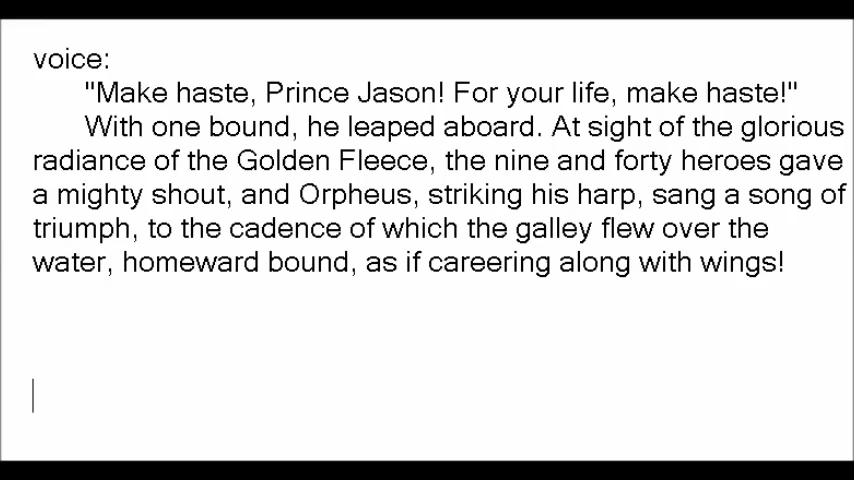 voice:
"Make haste, Prince Jason! For your life, make haste!"
With one bound, he leaped aboard. At sight of the glorious
radiance of the Golden Fleece, the nine and forty heroes gave
a mighty shout, and Orpheus, striking his harp, sang a song of
triumph, to the cadence of which the galley flew over the
water, homeward bound, as if careering along with wings!